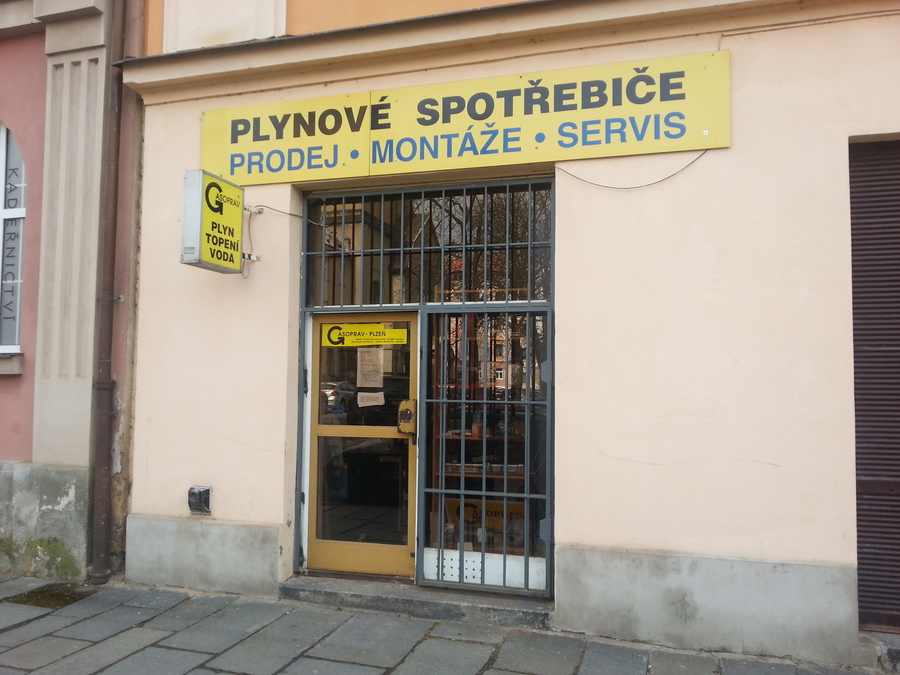 PLYNOVÉ SPOTŘEBIČE
PRODEJ • MONTÁŽE • SERVIS
GASOPRAV
PLYN
TOPENÍ
VODA
KADEŘNICTVÍ
GASOPRAV - PLZEŇ